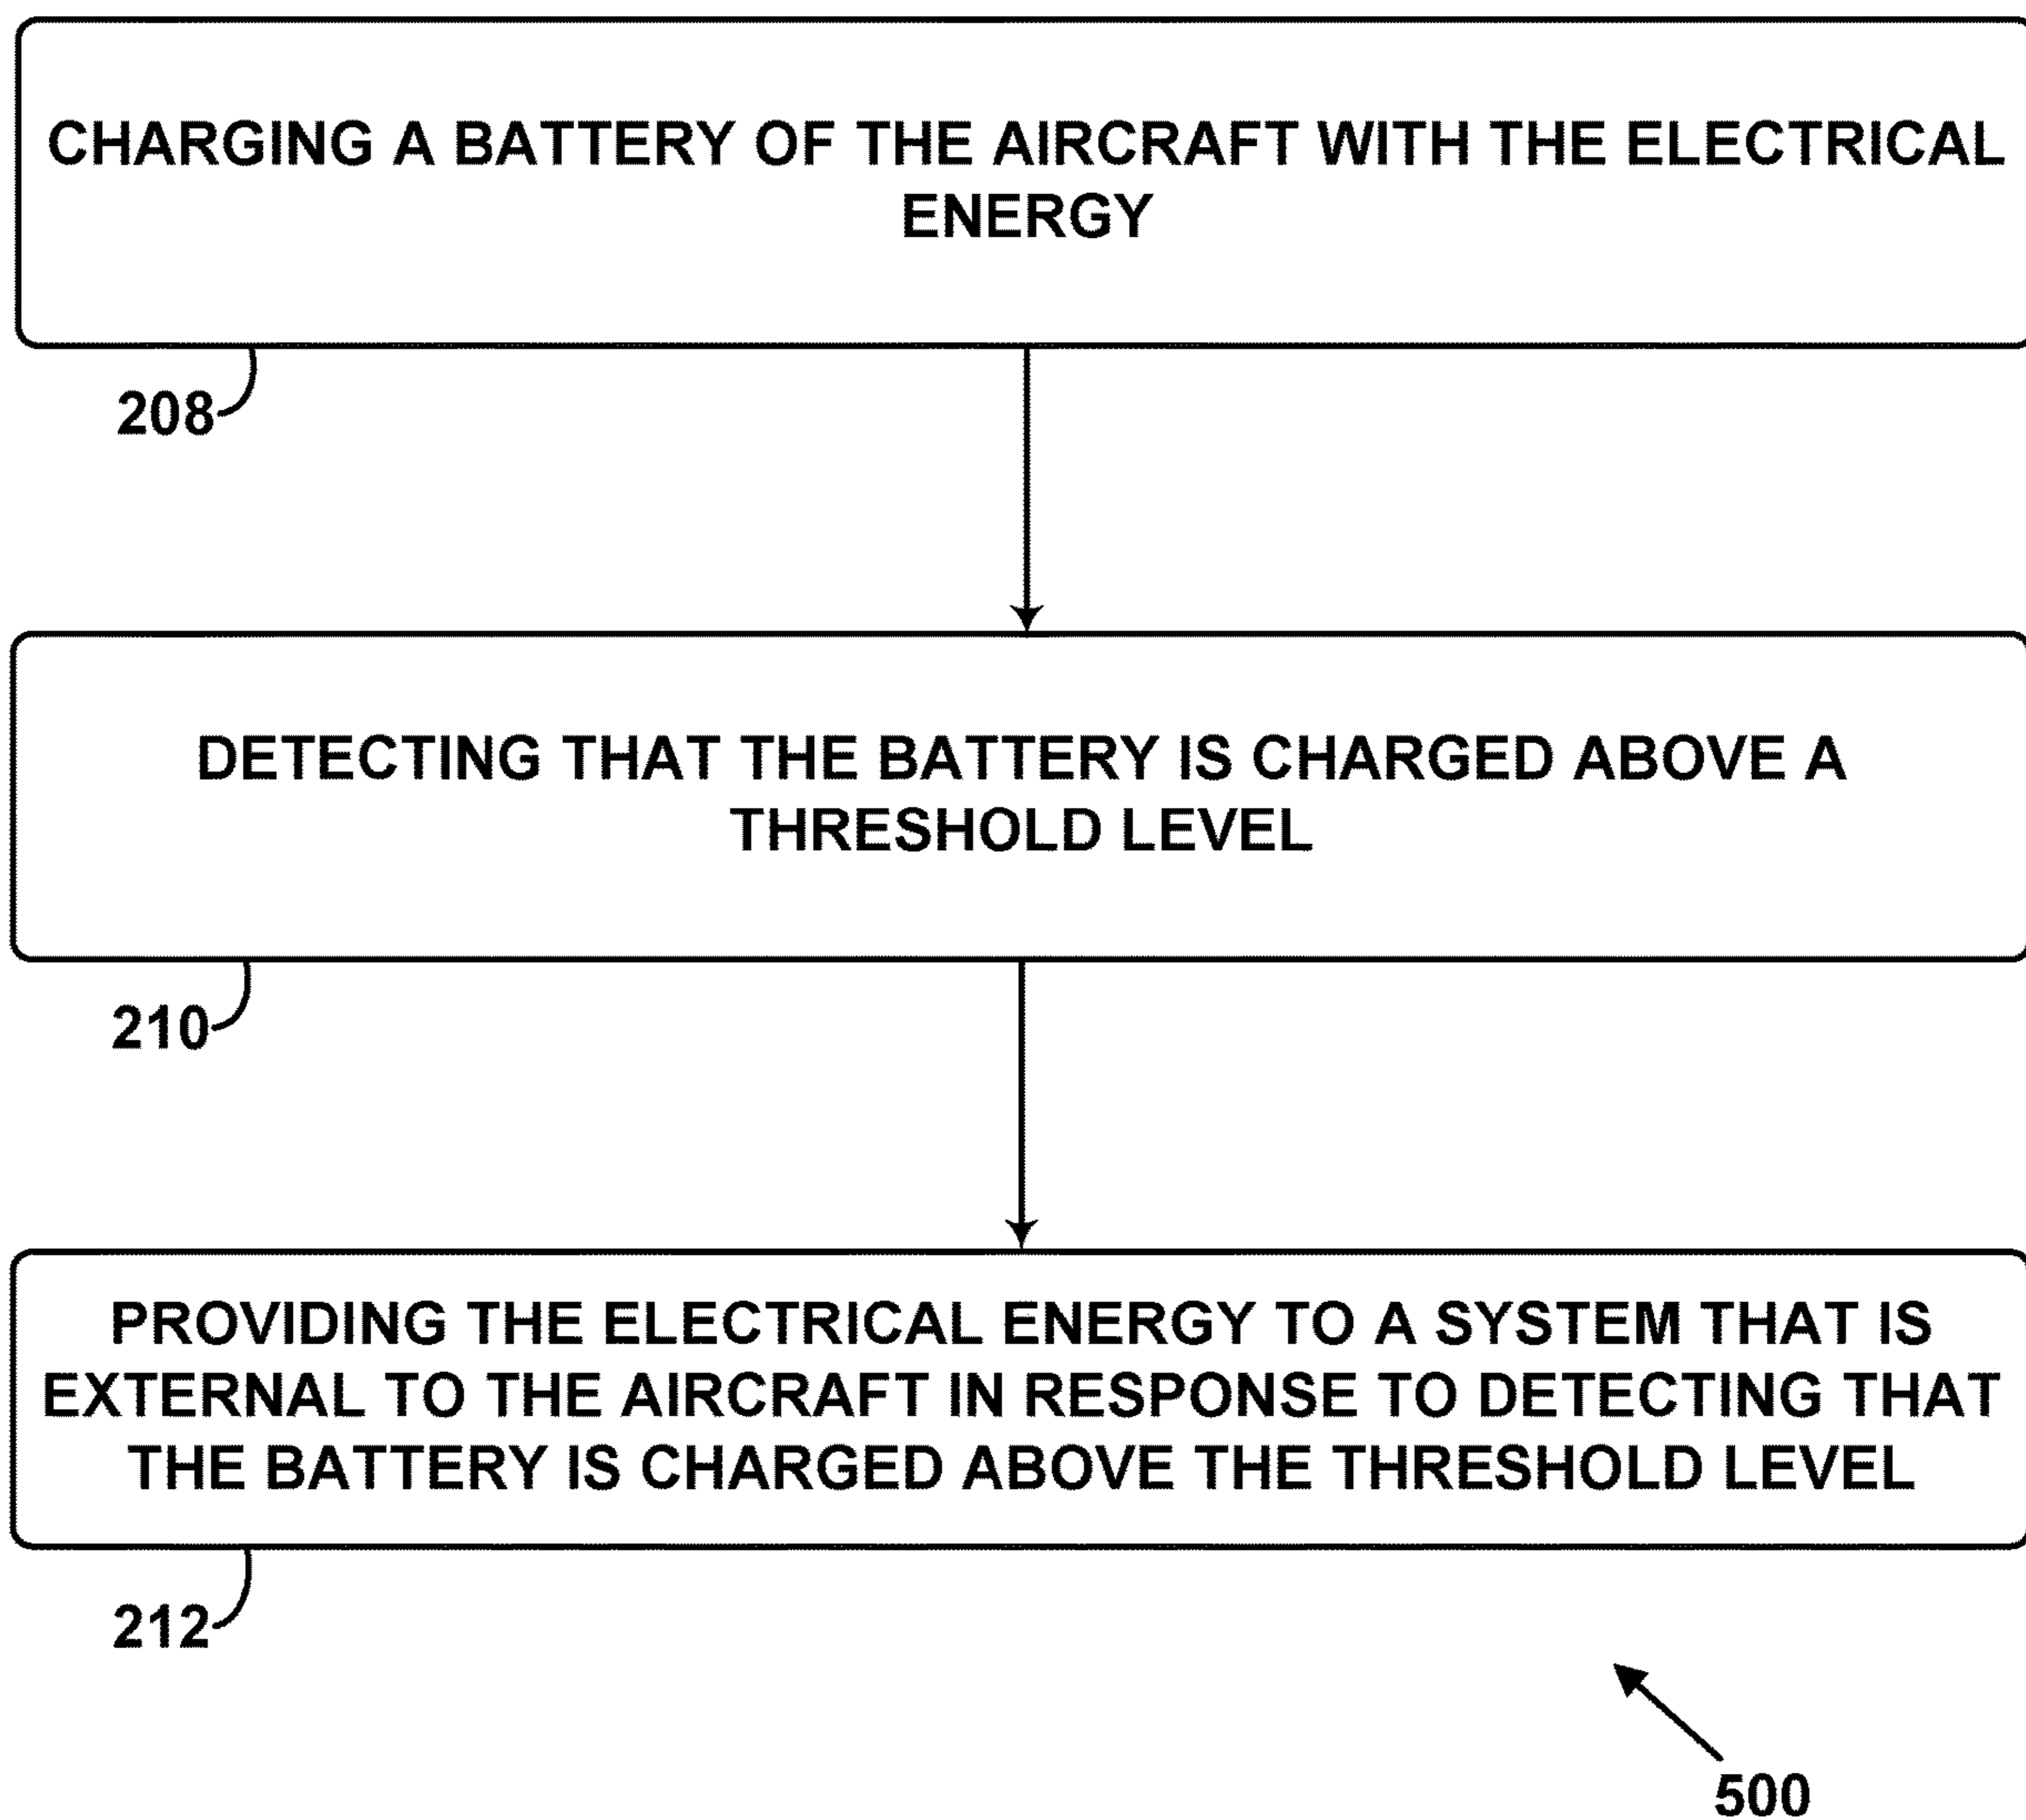 CHARGING A BATTERY OF THE AIRCRAFT WITH THE ELECTRICAL
ENERGY
208
DETECTING THAT THE BATTERY IS CHARGED ABOVE A
THRESHOLD LEVEL
210
PROVIDING THE ELECTRICAL ENERGY TO A SYSTEM THAT IS
EXTERNAL TO THE AIRCRAFT IN RESPONSE TO DETECTING THAT
THE BATTERY IS CHARGED ABOVE THE THRESHOLD LEVEL
212
500